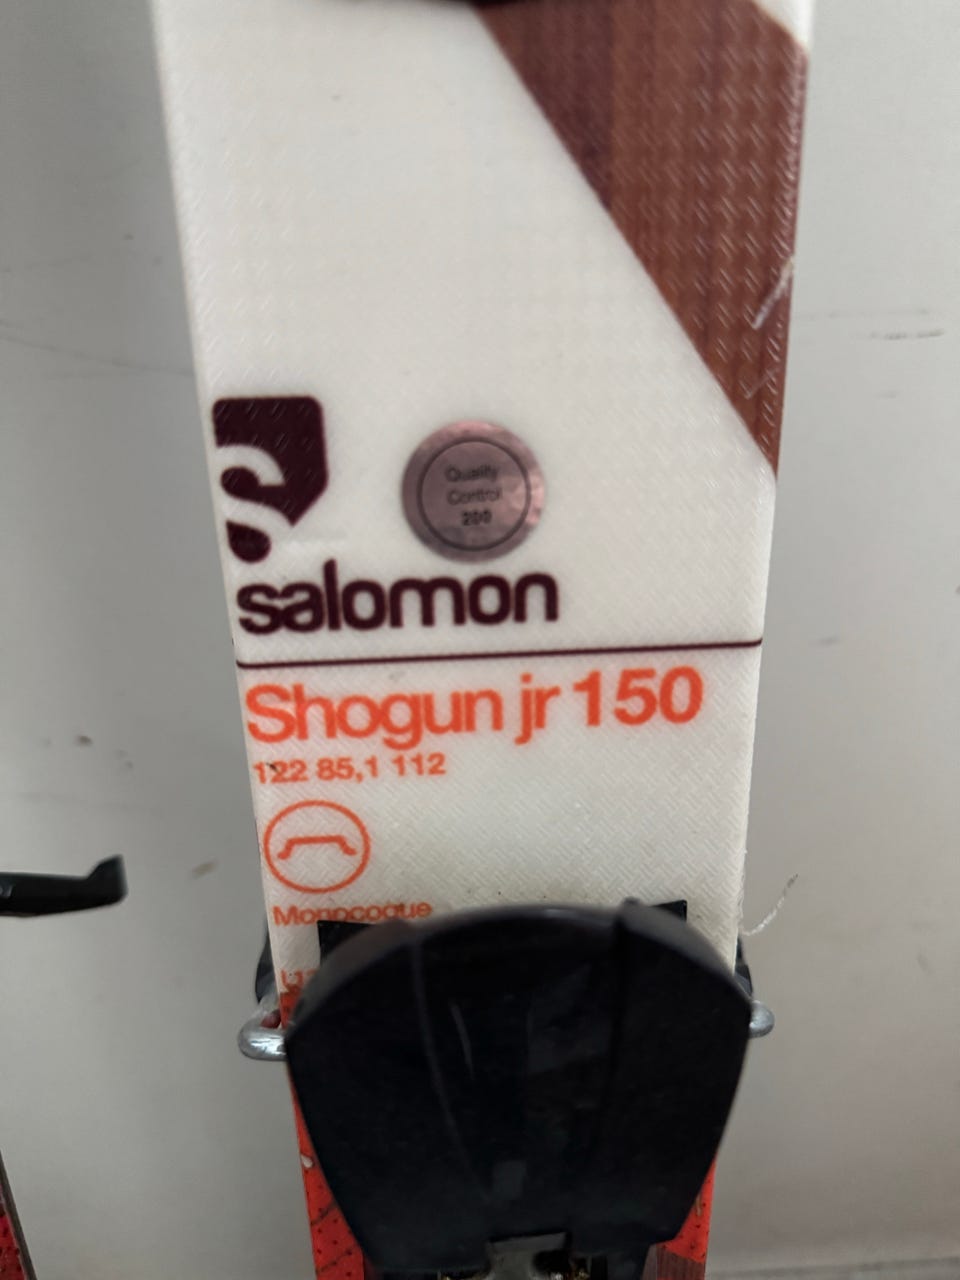 Quality
Control
200
salomon
Shogun jr 150
122 85,1 112
Monocoque